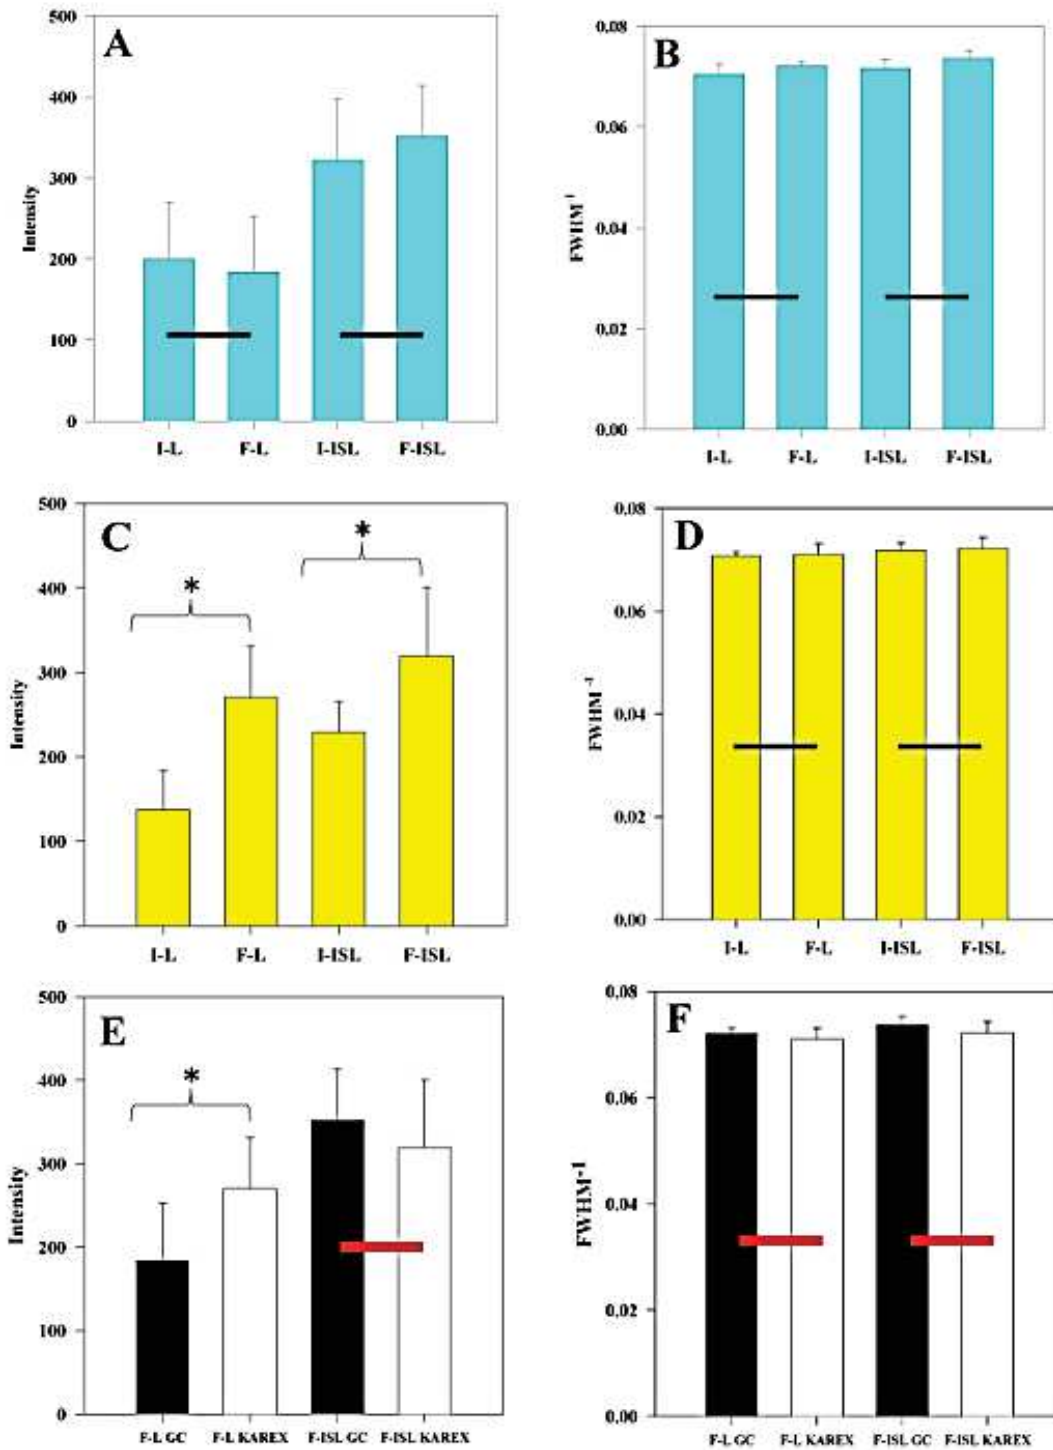 A
500
400
300
200
100
0
Intensity
I-L F-L I-ISL F-ISL
B
0.08
0.06
0.04
0.02
0.00
FWHM-1
I-L F-L I-ISL F-ISL
C
500
400
300
200
100
0
Intensity
* *
I-L F-L I-ISL F-ISL
D
0.08
0.06
0.04
0.02
0.00
FWHM-1
I-L F-L I-ISL F-ISL
E
500
400
300
200
100
0
Intensity
*
F-L GC F-L KAREX F-ISL GC F-ISL KAREX
F
0,08
0,06
0,04
0,02
0,00
FWHM-1
F-L GC F-L KAREX F-ISL GC F-ISL KAREX